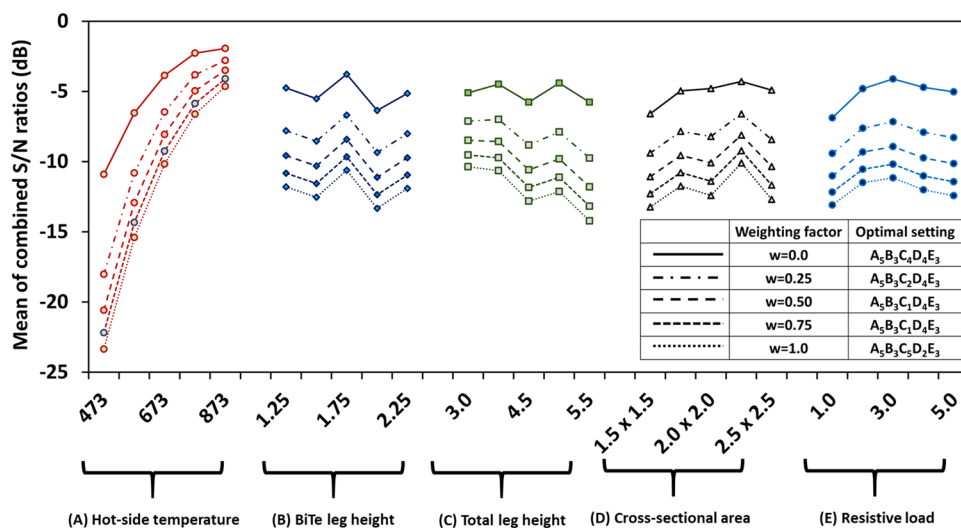 Mean of combined S/N ratios (dB)
0
-5
-10
-15
-20
-25
473
673
873
1.25
1.75
2.25
3.0
4.5
5.5
1.5 x 1.5
2.0 x 2.0
2.5 x 2.5
1.0
3.0
5.0
Weighting factor Optimal setting
w=0.0 A₅B₃C₄D₄E₃
w=0.25 A₅B₃C₂D₄E₃
w=0.50 A₅B₃C₁D₄E₃
w=0.75 A₅B₃C₁D₄E₃
w=1.0 A₅B₃C₅D₂E₃
(A) Hot-side temperature
(B) BiTe leg height
(C) Total leg height
(D) Cross-sectional area
(E) Resistive load